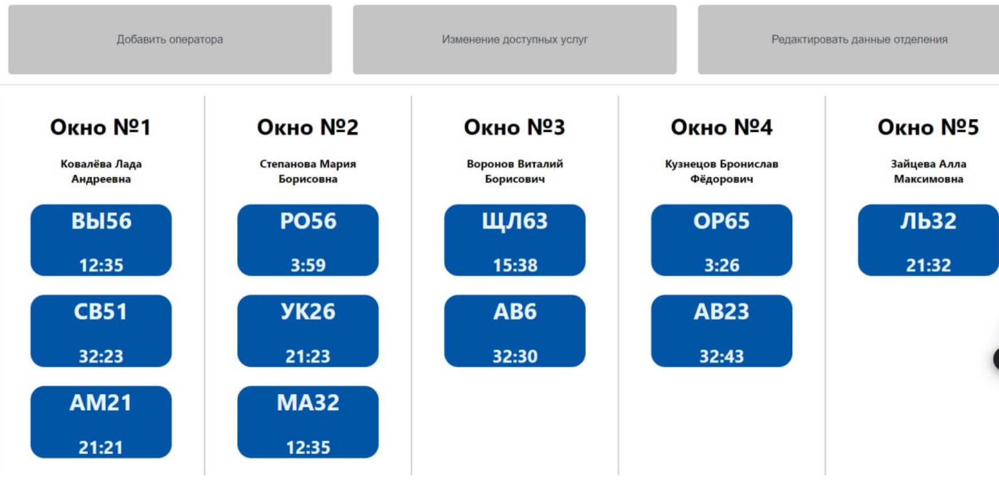 Добавить оператора
Изменение доступных услуг
Редактировать данные отделения
Окно №1
Ковалёва Лада
Андреевна
ВЫ56
12:35
СВ51
32:23
АМ21
21:21
Окно №2
Степанова Мария
Борисовна
РО56
3:59
УК26
21:23
МА32
12:35
Окно №3
Воронов Виталий
Борисович
ЩЛ63
15:38
АВ6
32:30
Окно №4
Кузнецов Бронислав
Фёдорович
ОР65
3:26
АВ23
32:43
Окно №5
Зайцева Алла
Максимовна
ЛЬ32
21:32